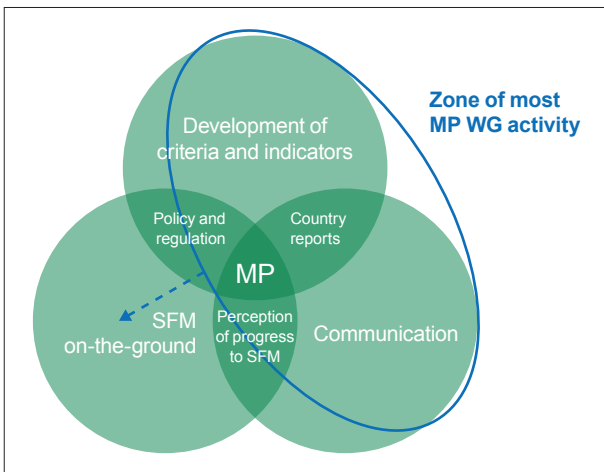 Zone of most
MP WG activity
Development of
criteria and indicators
Policy and
regulation
Country
reports
MP
SFM
on-the-ground
Perception
of progress
to SFM
Communication